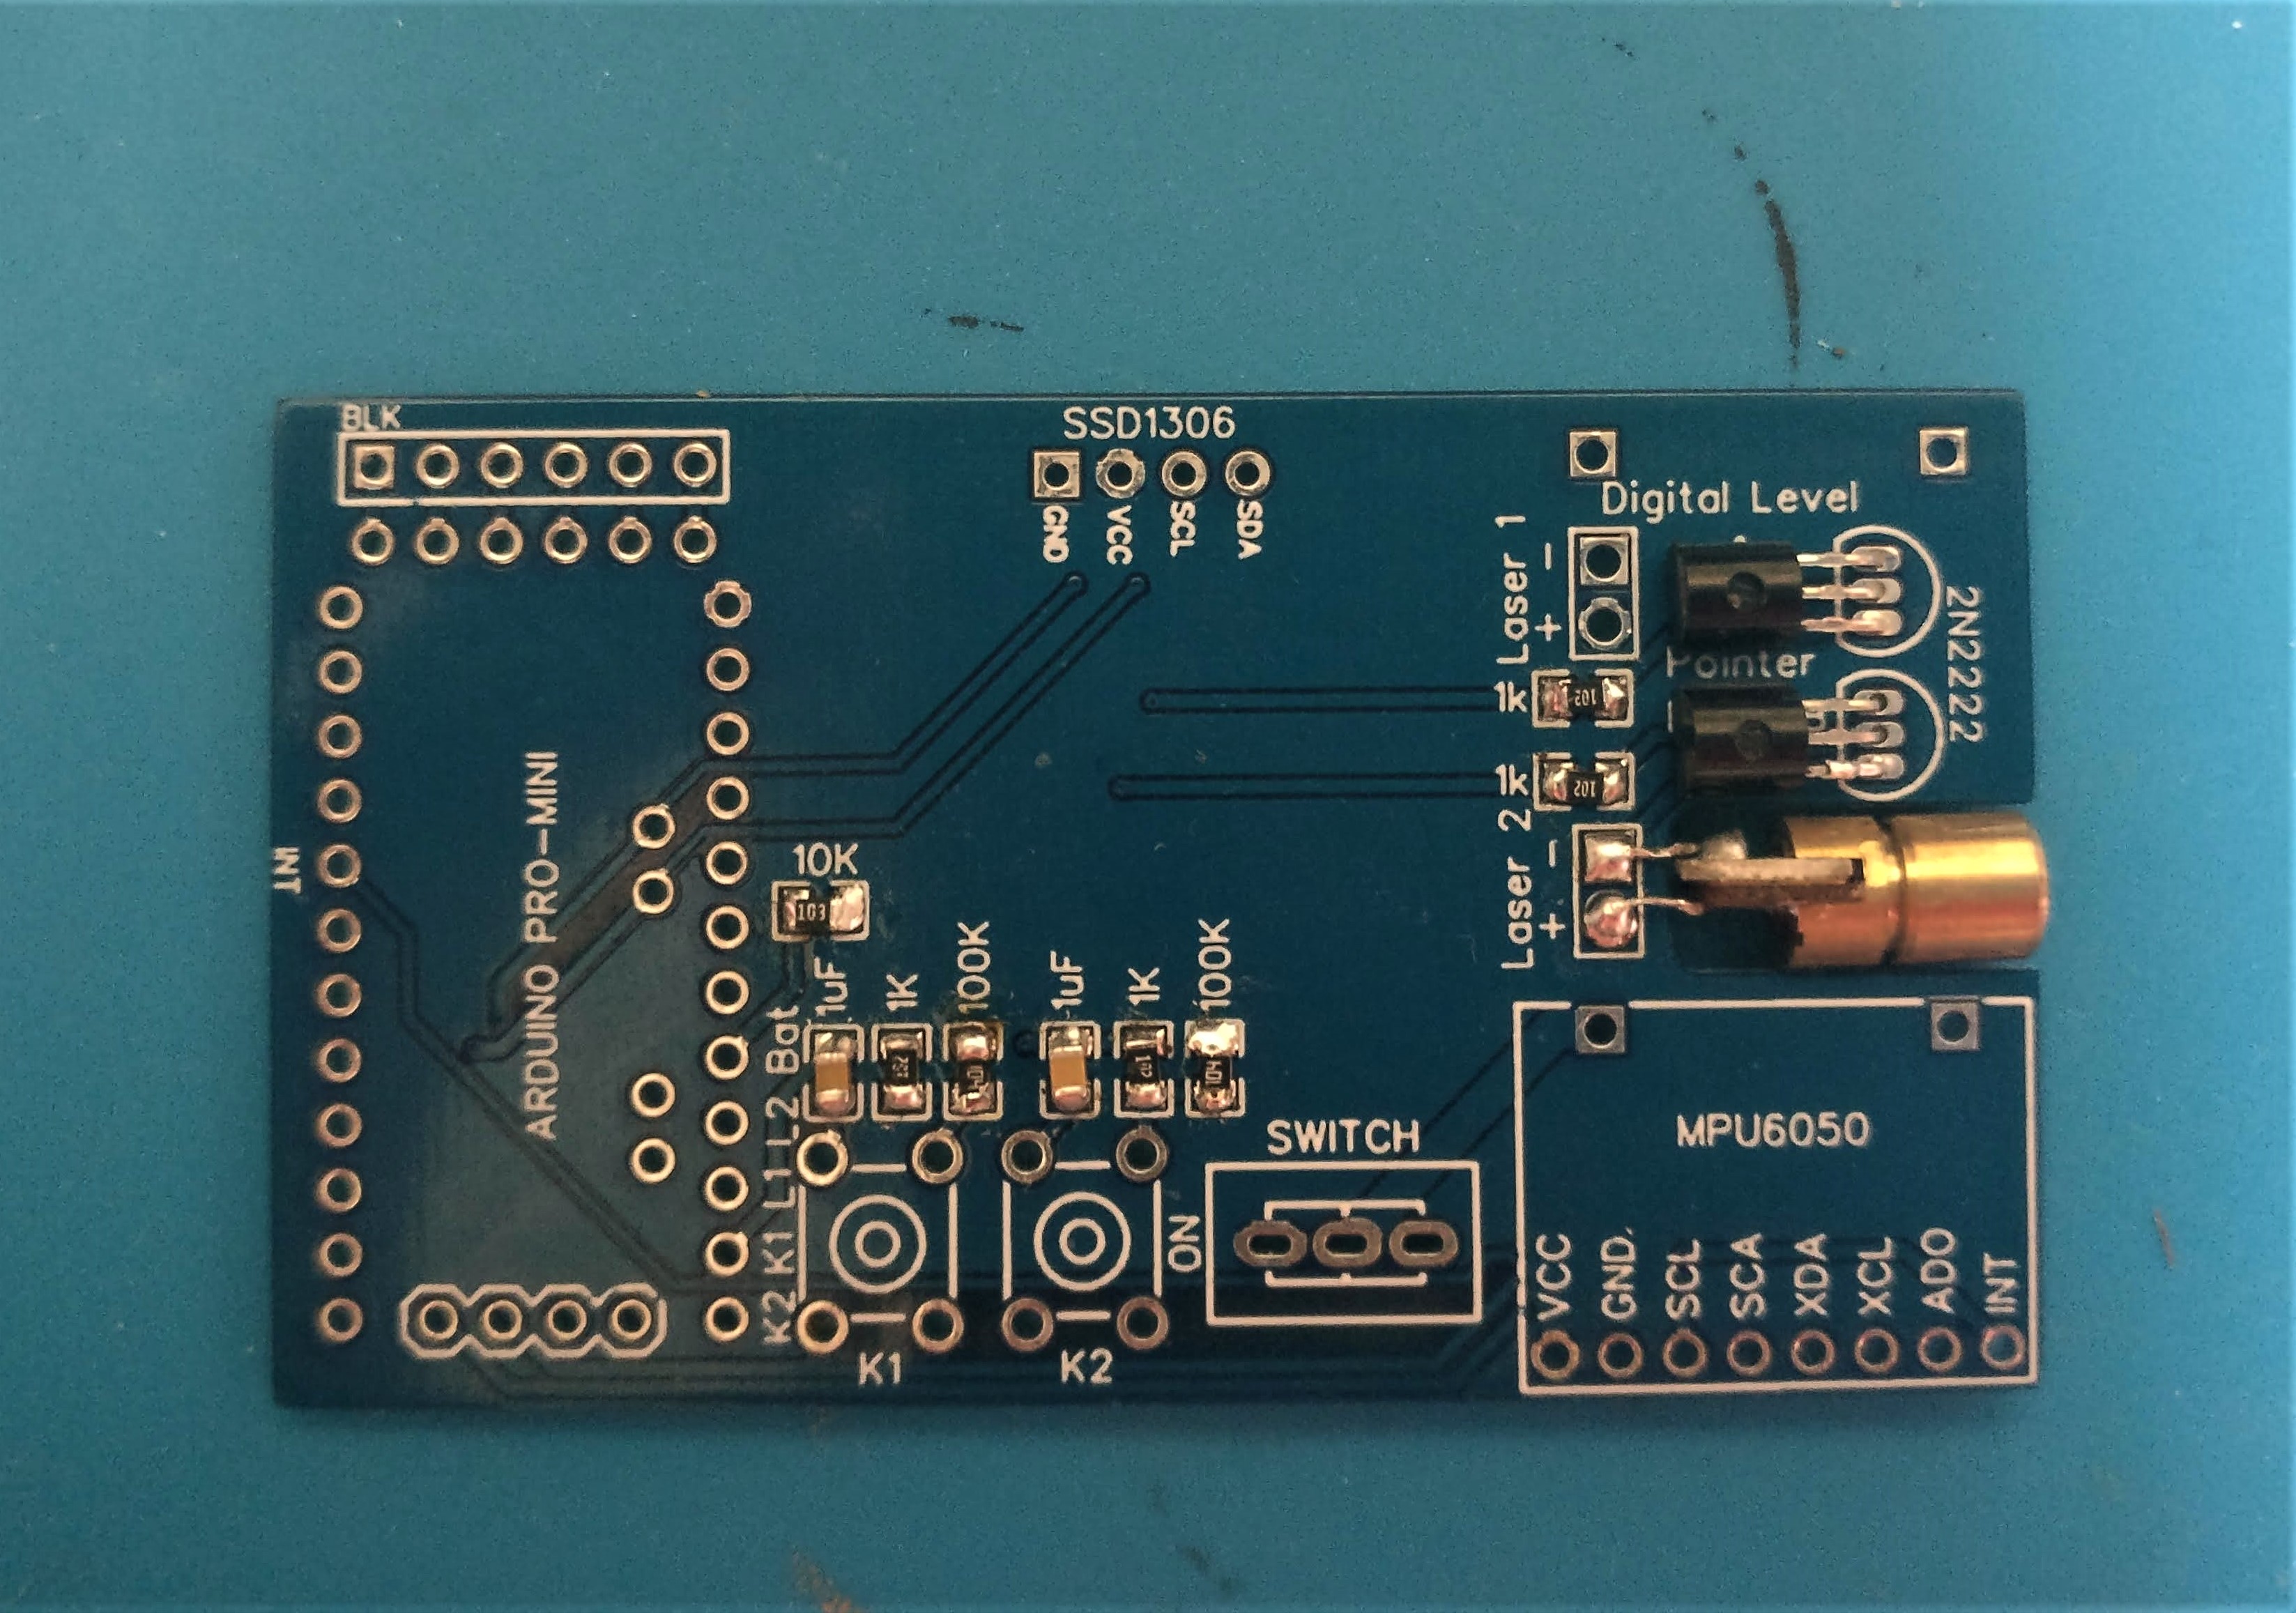 BLK
SSD1306
GND
VCC
SCL
SDA
Digital Level
Laser 1
-
+
2N2222
Pointer
1k
102
1k
102
Laser 2
-
+
INT
ARDUINO PRO-MINI
10K
103
1uF
1K
100K
1uF
1K
100K
104
104
Bat
L2
L1
K1
K2
K1
K2
ON
SWITCH
MPU6050
VCC
GND.
SCL
SCA
XDA
XCL
ADO
INT